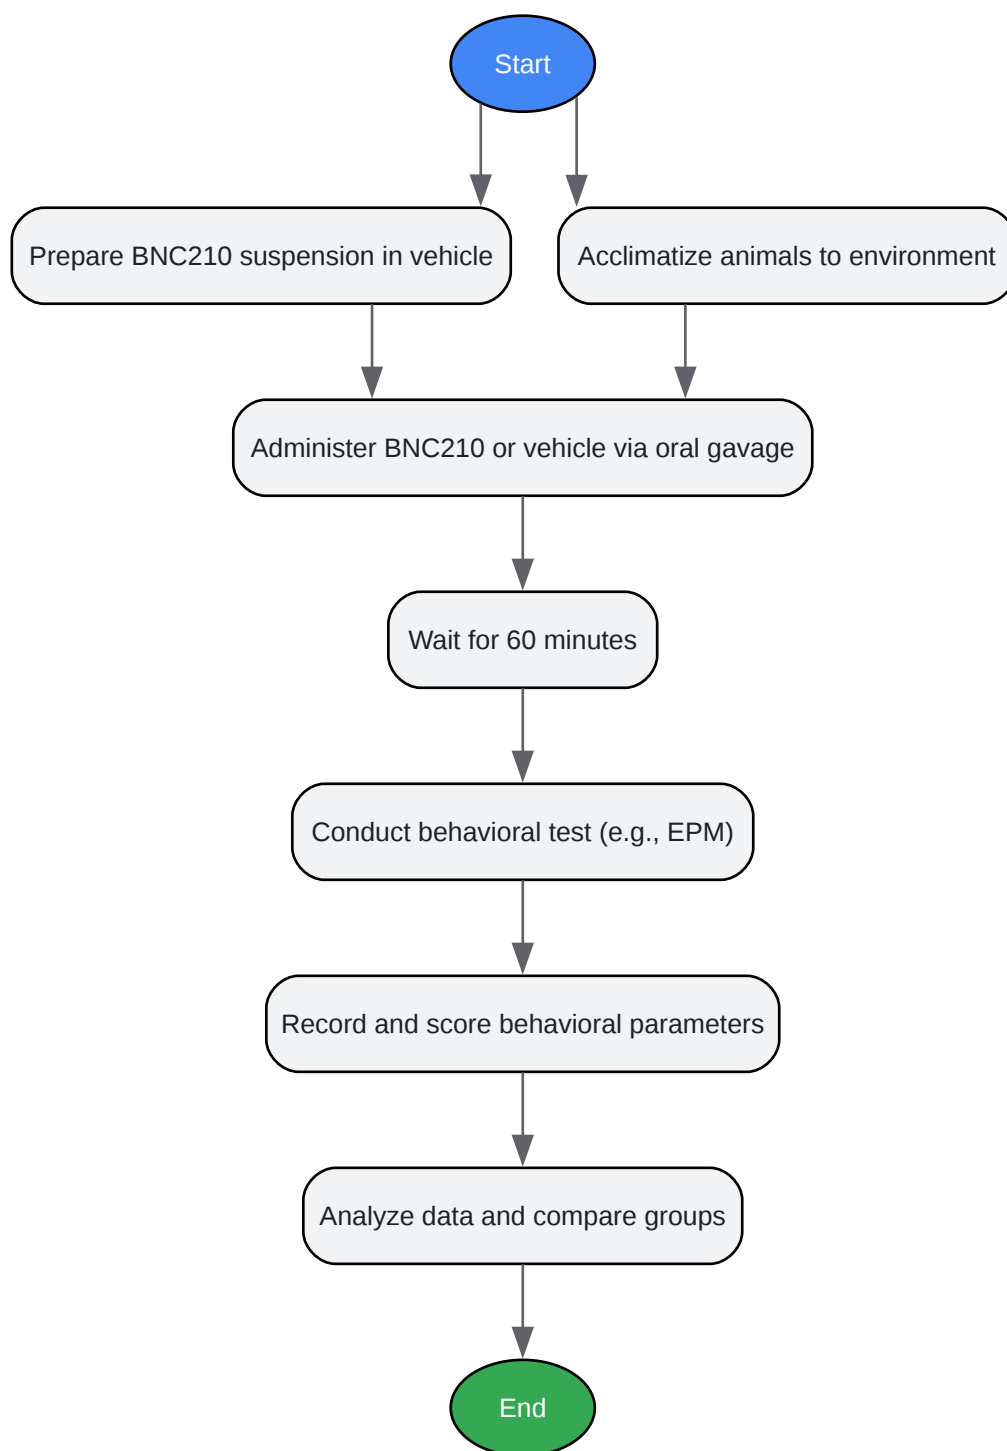 Start
Prepare BNC210 suspension in vehicle
Acclimatize animals to environment
Administer BNC210 or vehicle via oral gavage
Wait for 60 minutes
Conduct behavioral test (e.g., EPM)
Record and score behavioral parameters
Analyze data and compare groups
End